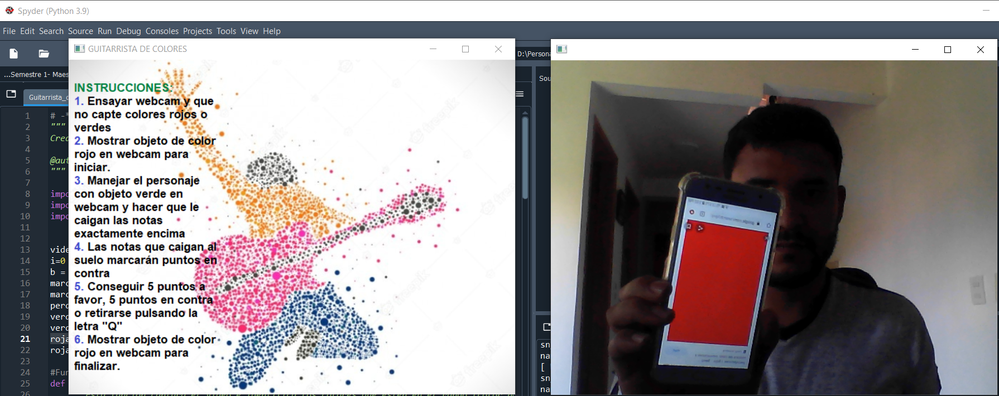 Spyder (Python 3.9)
File Edit Search Source Run Debug Consoles Projects Tools View Help
GUITARRISTA DE COLORES
D:\Persona
...Semestre 1- Maes
Sou
Guitarrista_c
INSTRUCCIONES:
1. Ensayar webcam y que
no capte colores rojos o
verdes
2. Mostrar objeto de color
rojo en webcam para
iniciar.
3. Manejar el personaje
con objeto verde en
webcam y hacer que le
caigan las notas
exactamente encima
4. Las notas que caigan al
suelo marcarán puntos en
contra
5. Conseguir 5 puntos a
favor, 5 puntos en contra
o retirarse pulsando la
letra "Q"
6. Mostrar objeto de color
rojo en webcam para
finalizar.
freepik
1 # -*
2 """
3 Crea
4
5 @aut
6 """
7
8 impo
9 impo
10 impo
11
12
13 vide
14 i=0
15 b =
16 marc
17 marc
18 perd
19 verd
20 verd
21 roja
22 roja
23
24 #Fun
25 def
26
sn
na
[
sn
na